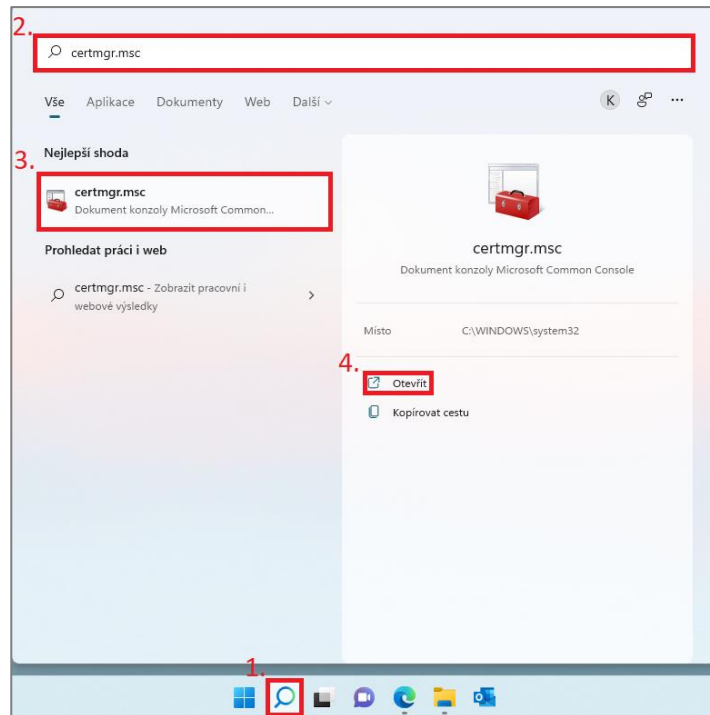 2.
certmgr.msc
Vše Aplikace Dokumenty Web Další
K
Nejlepší shoda
3.
certmgr.msc
Dokument konzoly Microsoft Common...
Prohledat práci i web
certmgr.msc - Zobrazit pracovní i
webové výsledky
certmgr.msc
Dokument konzoly Microsoft Common Console
Místo C:\WINDOWS\system32
4.
Otevřít
Kopírovat cestu
1.